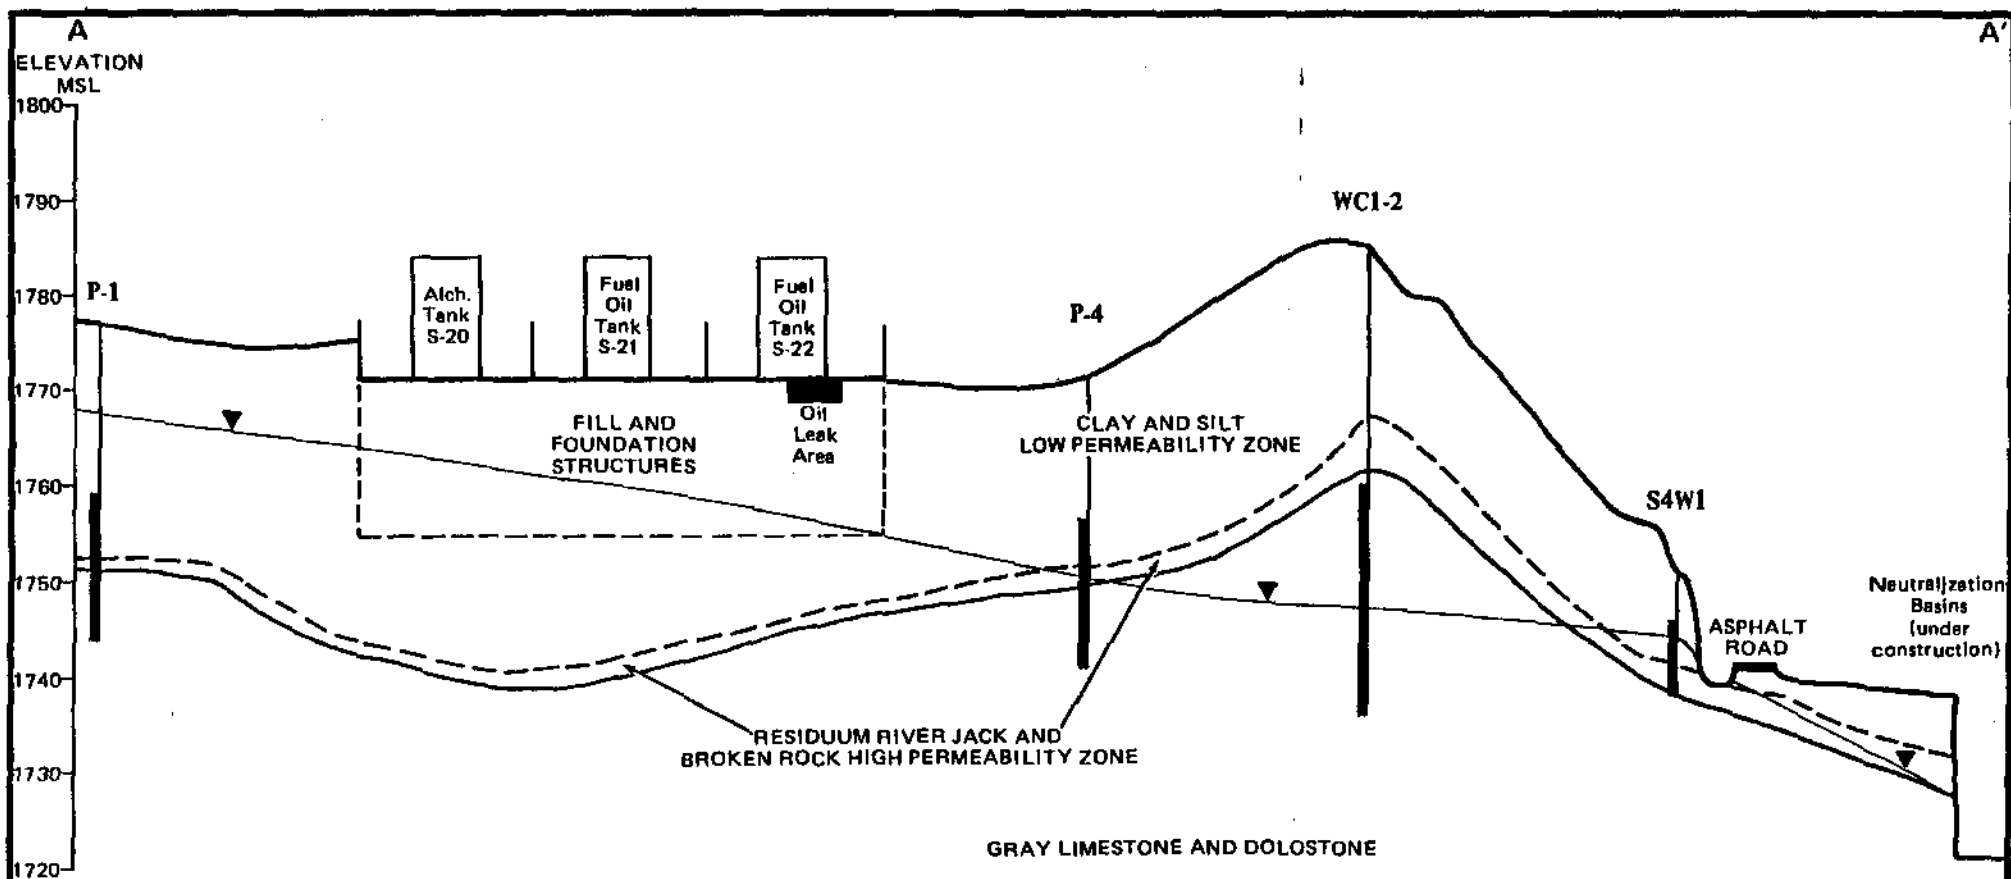 A
A'
ELEVATION
MSL
1800
1790
1780
1770
1760
1750
1740
1730
1720
P-1
Alch.
Tank
S-20
Fual
Oil
Tank
S-21
Fuel
Oil
Tank
S-22
Oil
Leak
Area
FILL AND
FOUNDATION
STRUCTURES
P-4
CLAY AND SILT
LOW PERMEABILITY ZONE
WC1-2
S4W1
ASPHALT
ROAD
Neutralization
Basins
(under
construction)
RESIDUUM RIVER JACK AND
BROKEN ROCK HIGH PERMEABILITY ZONE
GRAY LIMESTONE AND DOLOSTONE